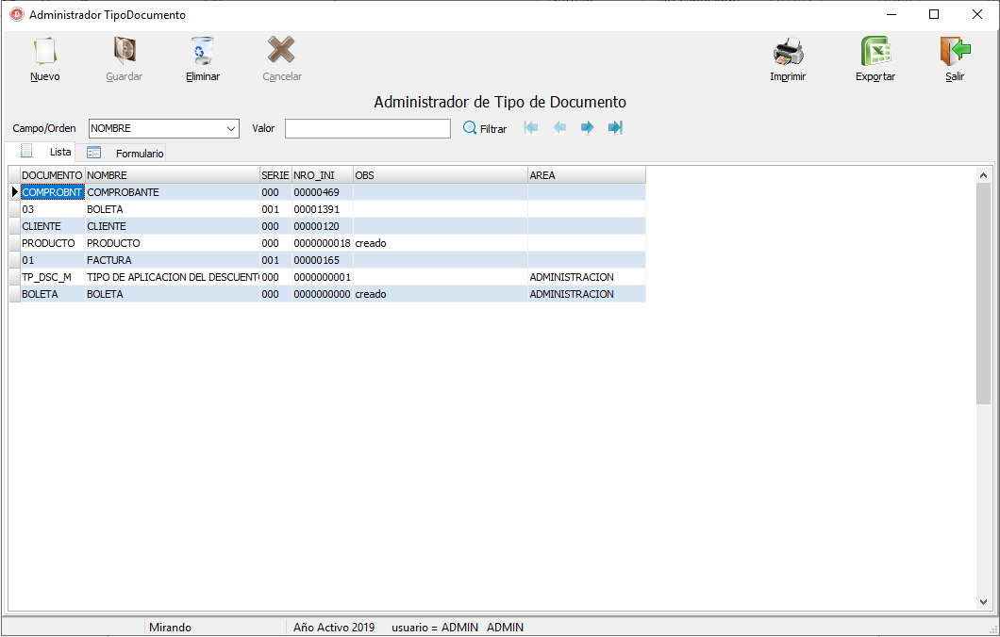 Administrador TipoDocumento
Nuevo Guardar Eliminar Cancelar Imprimir Exportar Salir
Administrador de Tipo de Documento
Campo/Orden NOMBRE Valor Filtrar
Lista Formulario
DOCUMENTO NOMBRE SERIE NRO_INI OBS AREA
COMPROBNT COMPROBANTE 000 00000469
03 BOLETA 001 00001391
CLIENTE CLIENTE 000 00000120
PRODUCTO PRODUCTO 000 0000000018 creado
01 FACTURA 001 00000165
TP_DSC_M TIPO DE APLICACION DEL DESCUENT 000 0000000001 ADMINISTRACION
BOLETA BOLETA 000 0000000000 creado ADMINISTRACION
Mirando Año Activo 2019 usuario = ADMIN ADMIN